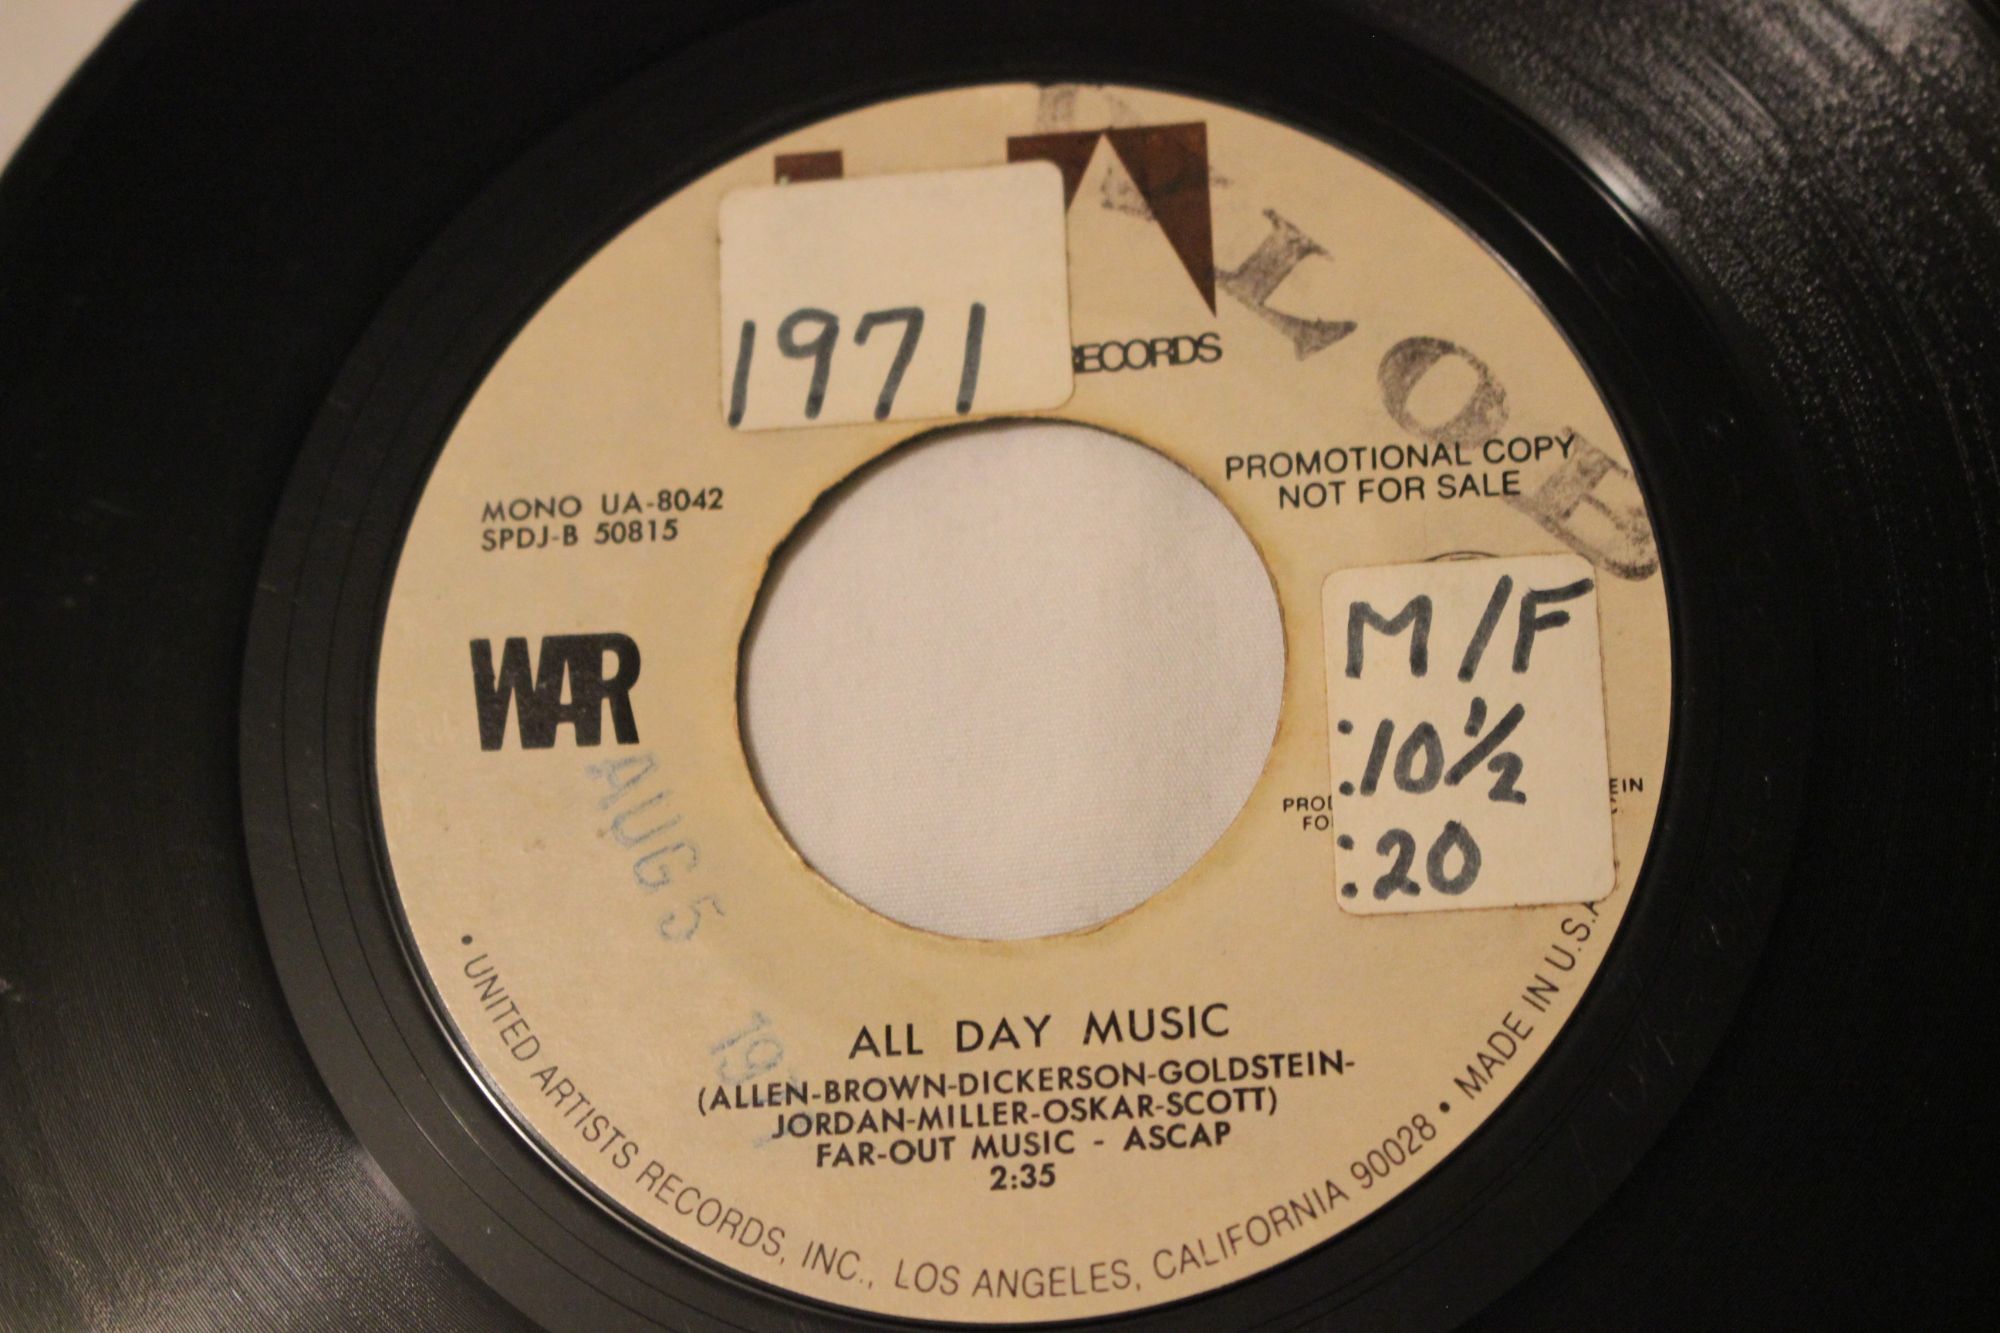 1971
RECORDS
PROMOTIONAL COPY
NOT FOR SALE
MONO UA-8042
SPDJ-B 50815
WAR
M/F
:10½
:20
AUG 5
ALL DAY MUSIC
(ALLEN-BROWN-DICKERSON-GOLDSTEIN-
JORDAN-MILLER-OSKAR-SCOTT)
FAR-OUT MUSIC - ASCAP
2:35
• UNITED ARTISTS RECORDS, INC., LOS ANGELES, CALIFORNIA 90028 • MADE IN U.S.A